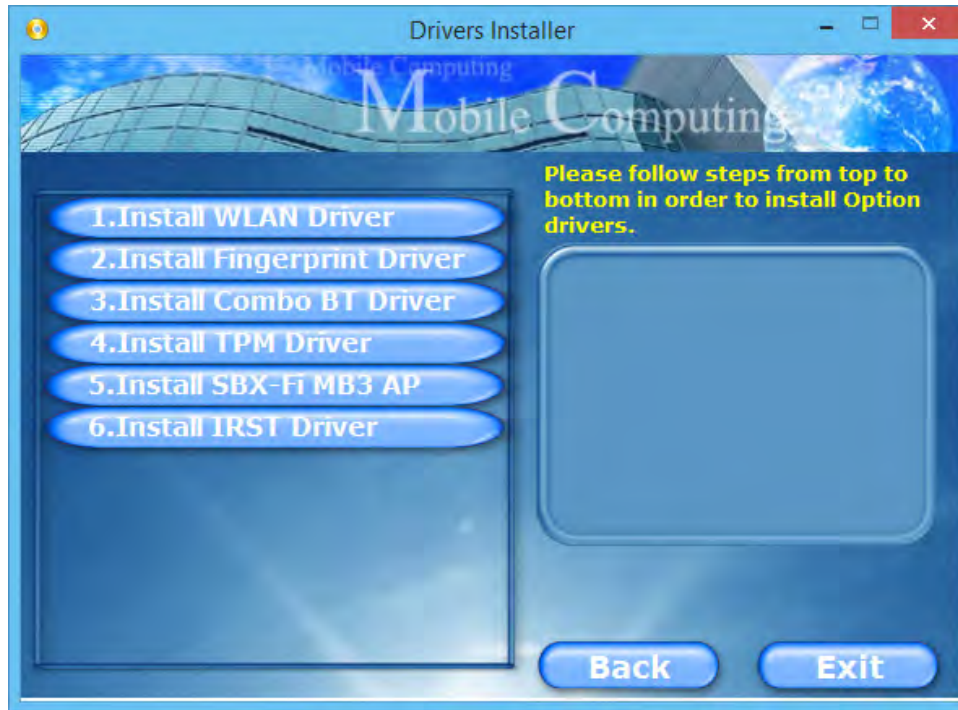 Drivers Installer
Mobile Computing
Mobile Computing
Please follow steps from top to
bottom in order to install Option
drivers.
1.Install WLAN Driver
2.Install Fingerprint Driver
3.Install Combo BT Driver
4.Install TPM Driver
5.Install SBX-Fi MB3 AP
6.Install IRST Driver
Back
Exit